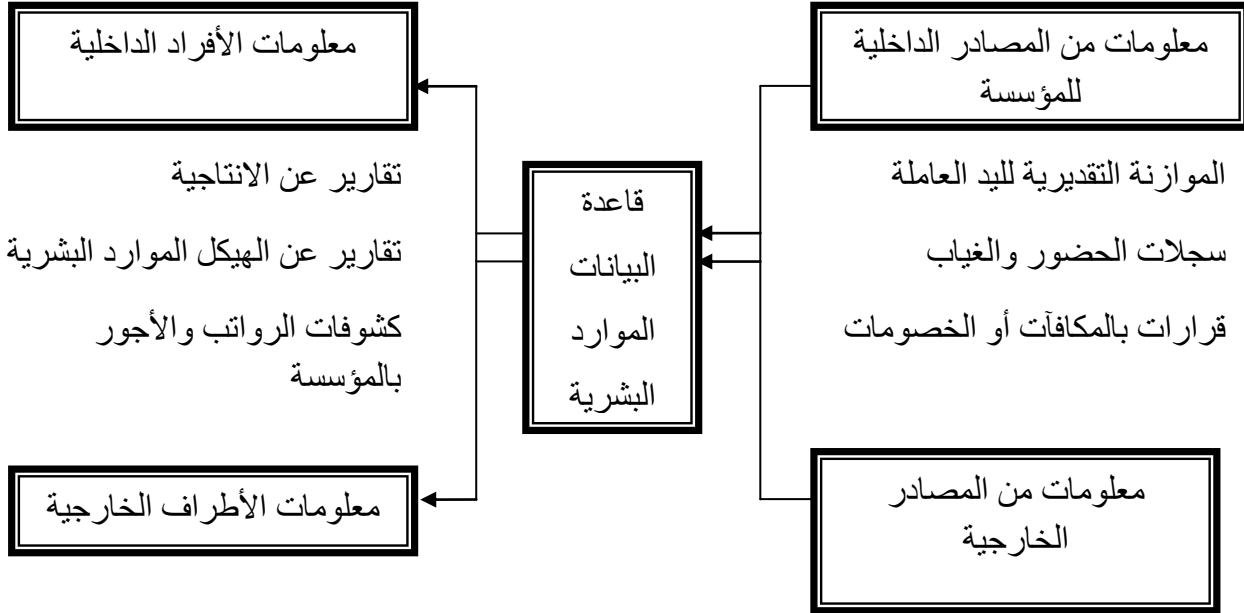 معلومات من المصادر الداخلية
للمؤسسة
الموازنة التقديرية لليد العاملة
سجلات الحضور والغياب
قرارات بالمكافآت أو الخصومات
معلومات من المصادر
الخارجية
قاعدة
البيانات
الموارد
البشرية
معلومات الأفراد الداخلية
تقارير عن الانتاجية
تقارير عن الهيكل الموارد البشرية
كشوفات الرواتب والأجور
بالمؤسسة
معلومات الأطراف الخارجية